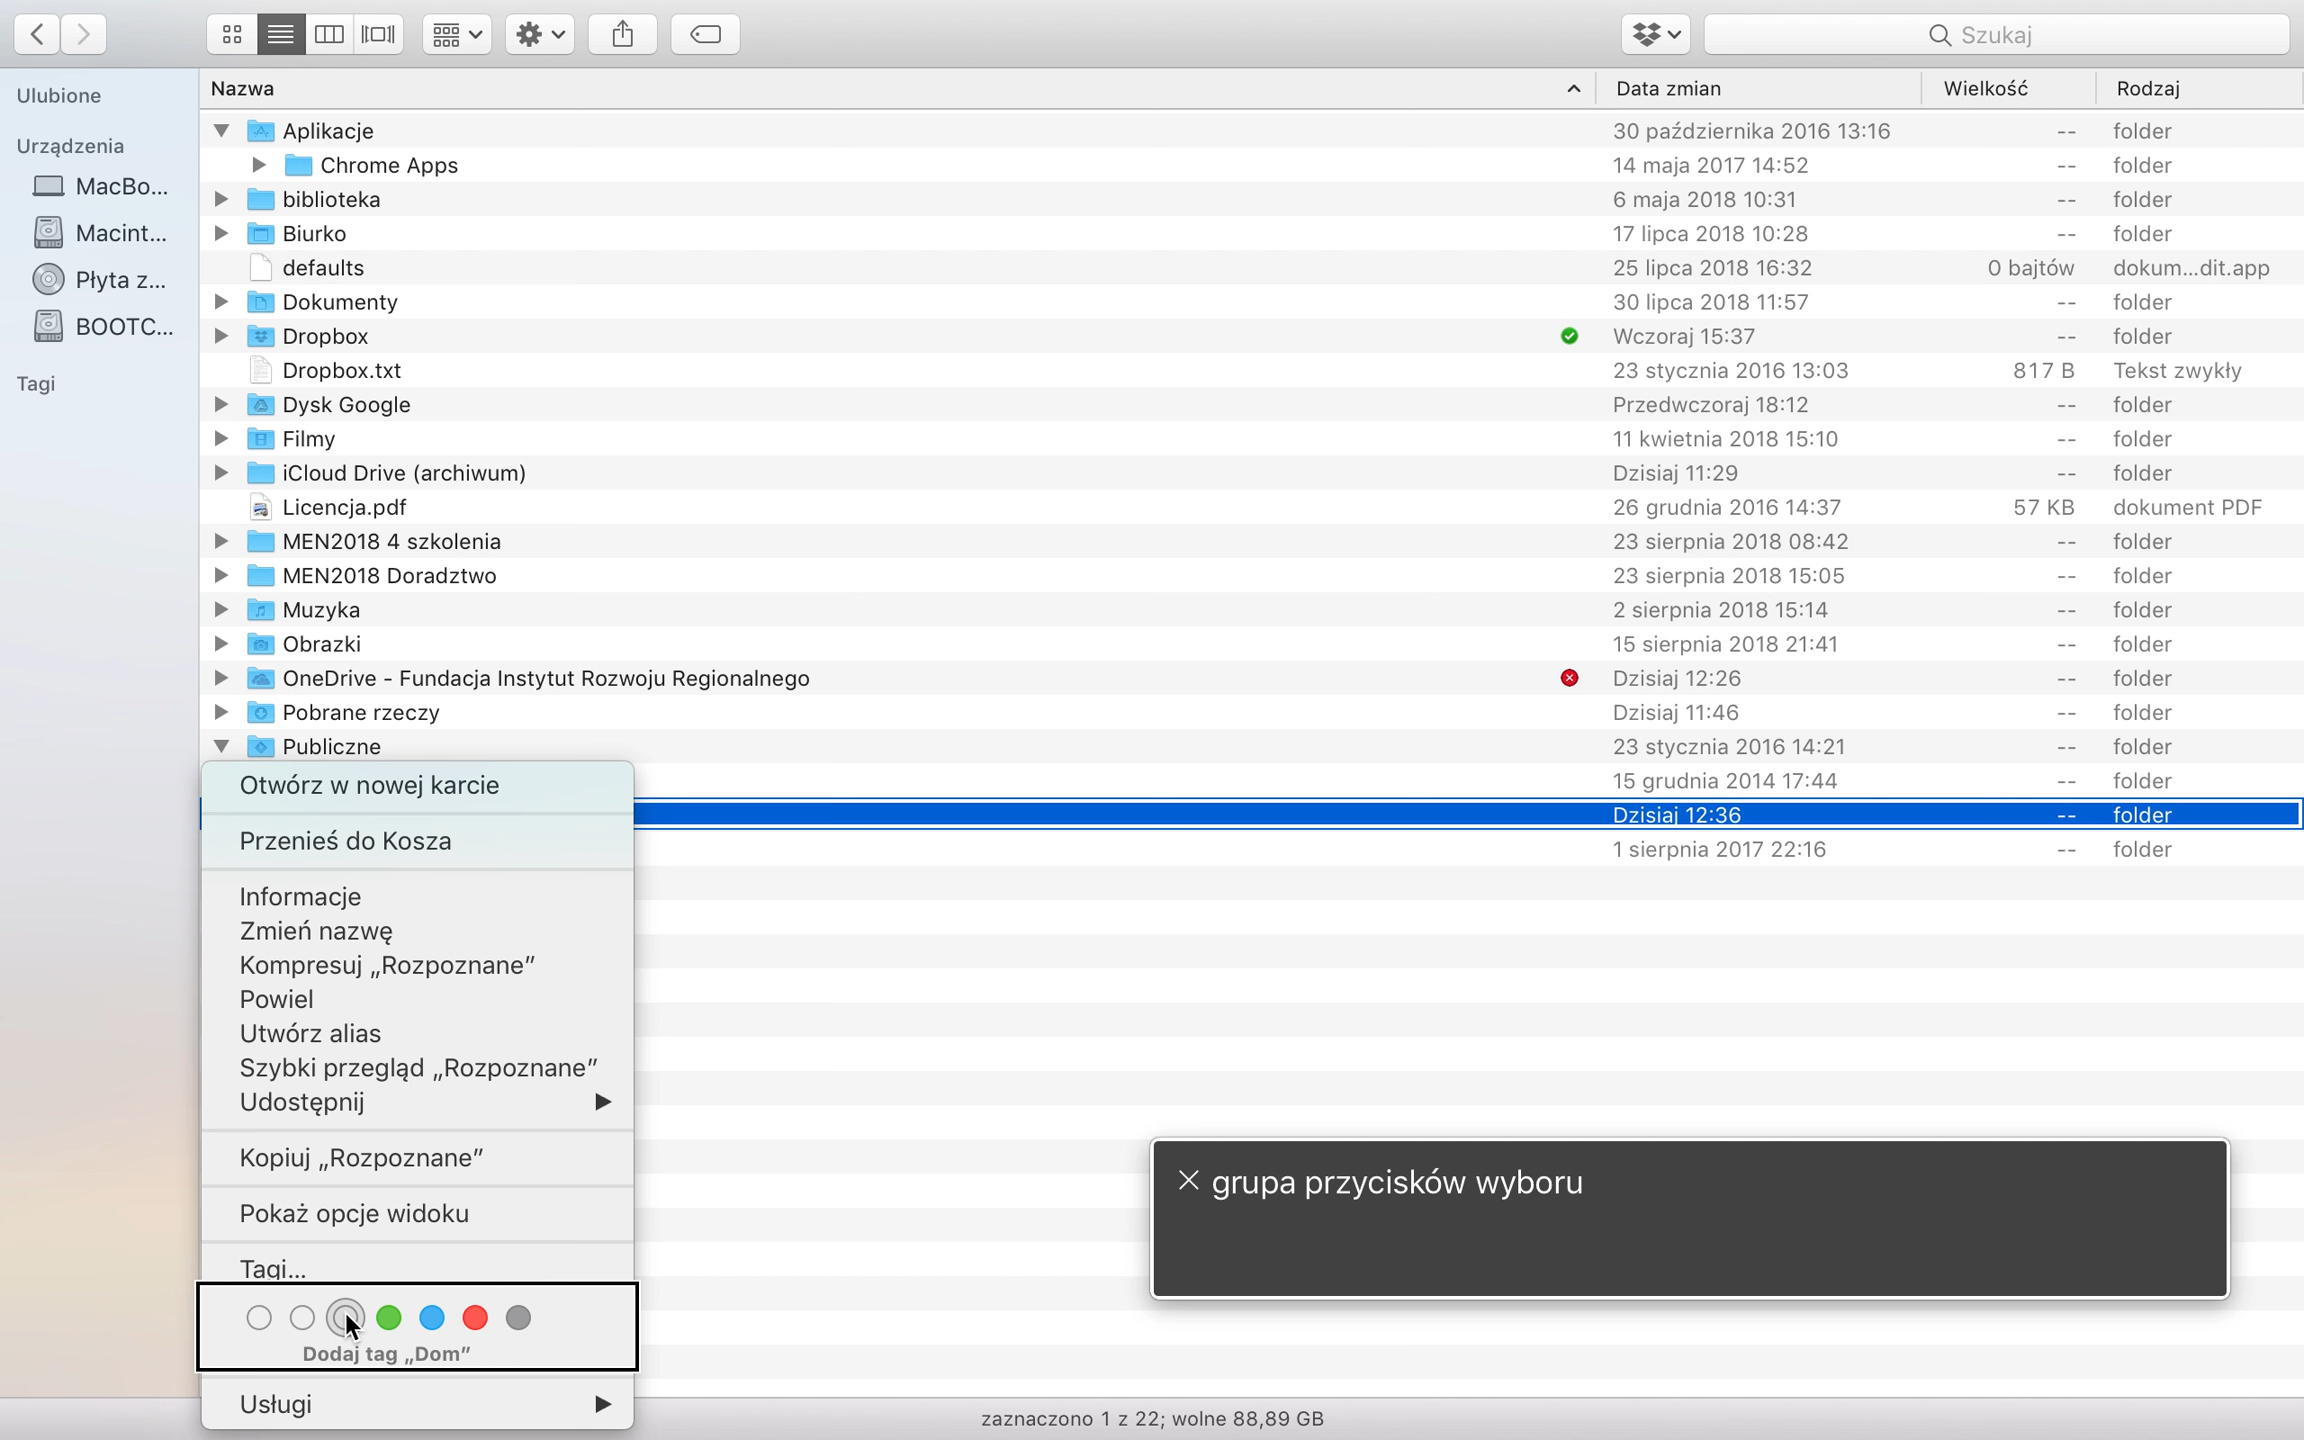 Szukaj
Ulubione
Urządzenia
MacBo...
Macint...
Płyta z...
BOOTC...
Tagi
Nazwa Data zmian Wielkość Rodzaj
Aplikacje 30 października 2016 13:16 -- folder
Chrome Apps 14 maja 2017 14:52 -- folder
biblioteka 6 maja 2018 10:31 -- folder
Biurko 17 lipca 2018 10:28 -- folder
defaults 25 lipca 2018 16:32 0 bajtów dokum...dit.app
Dokumenty 30 lipca 2018 11:57 -- folder
Dropbox Wczoraj 15:37 -- folder
Dropbox.txt 23 stycznia 2016 13:03 817 B Tekst zwykły
Dysk Google Przedwczoraj 18:12 -- folder
Filmy 11 kwietnia 2018 15:10 -- folder
iCloud Drive (archiwum) Dzisiaj 11:29 -- folder
Licencja.pdf 26 grudnia 2016 14:37 57 KB dokument PDF
MEN2018 4 szkolenia 23 sierpnia 2018 08:42 -- folder
MEN2018 Doradztwo 23 sierpnia 2018 15:05 -- folder
Muzyka 2 sierpnia 2018 15:14 -- folder
Obrazki 15 sierpnia 2018 21:41 -- folder
OneDrive - Fundacja Instytut Rozwoju Regionalnego Dzisiaj 12:26 -- folder
Pobrane rzeczy Dzisiaj 11:46 -- folder
Publiczne 23 stycznia 2016 14:21 -- folder
15 grudnia 2014 17:44 -- folder
Dzisiaj 12:36 -- folder
1 sierpnia 2017 22:16 -- folder
Otwórz w nowej karcie
Przenieś do Kosza
Informacje
Zmień nazwę
Kompresuj „Rozpoznane”
Powiel
Utwórz alias
Szybki przegląd „Rozpoznane”
Udostępnij
Kopiuj „Rozpoznane”
Pokaż opcje widoku
Tagi...
Dodaj tag „Dom”
Usługi
grupa przycisków wyboru
zaznaczono 1 z 22; wolne 88,89 GB